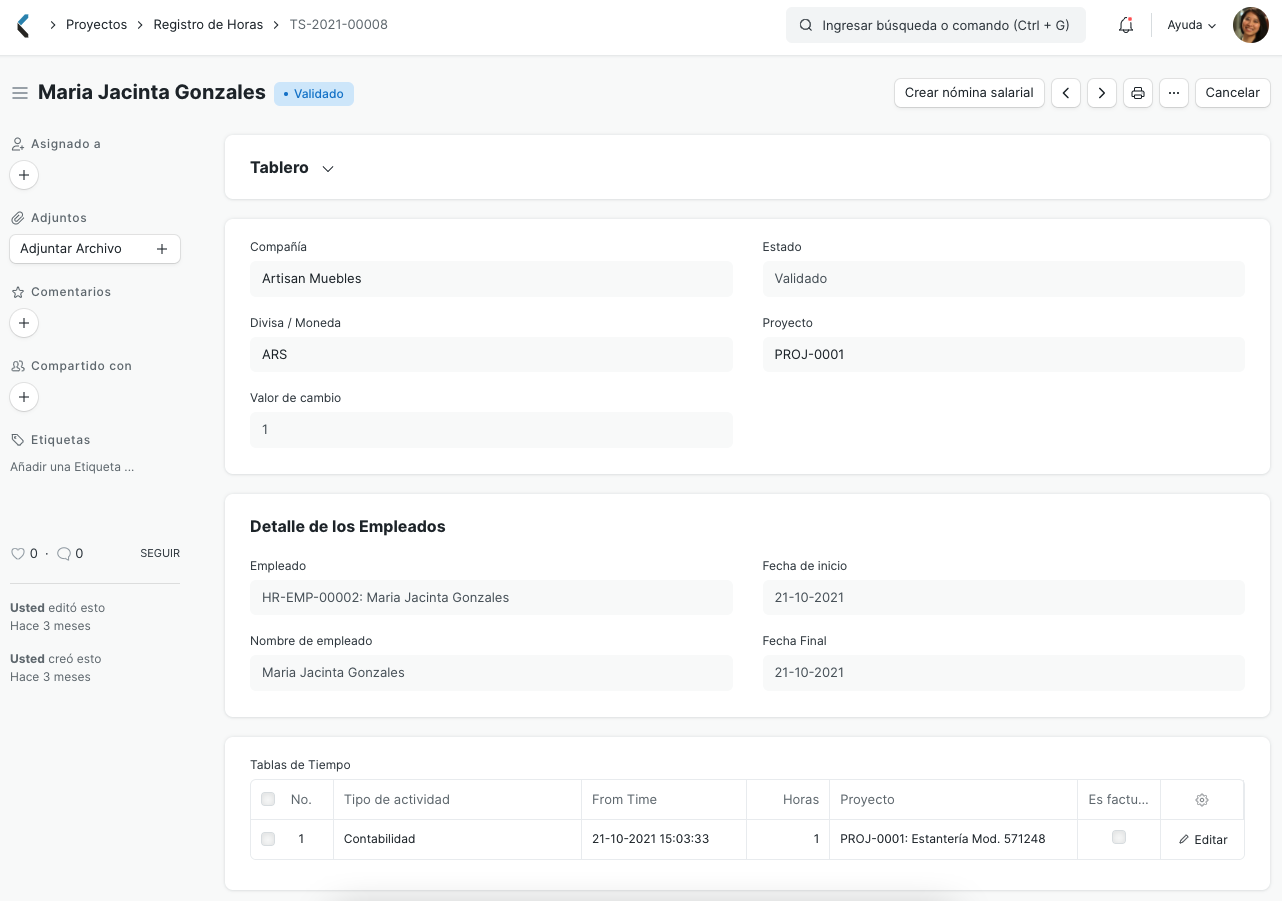 Proyectos
Registro de Horas
TS-2021-00008
Ingresar búsqueda o comando (Ctrl + G)
Ayuda
Maria Jacinta Gonzales
Validado
Crear nómina salarial
Cancelar
Asignado a
Adjuntos
Adjuntar Archivo
Comentarios
Compartido con
Etiquetas
Añadir una Etiqueta ...
0 · 0 SEGUIR
Usted editó esto
Hace 3 meses
Usted creó esto
Hace 3 meses
Tablero
Compañía
Artisan Muebles
Estado
Validado
Divisa / Moneda
ARS
Proyecto
PROJ-0001
Valor de cambio
1
Detalle de los Empleados
Empleado
HR-EMP-00002: Maria Jacinta Gonzales
Fecha de inicio
21-10-2021
Nombre de empleado
Maria Jacinta Gonzales
Fecha Final
21-10-2021
Tablas de Tiempo
No. Tipo de actividad From Time Horas Proyecto Es factu...
1 Contabilidad 21-10-2021 15:03:33 1 PROJ-0001: Estantería Mod. 571248 Editar